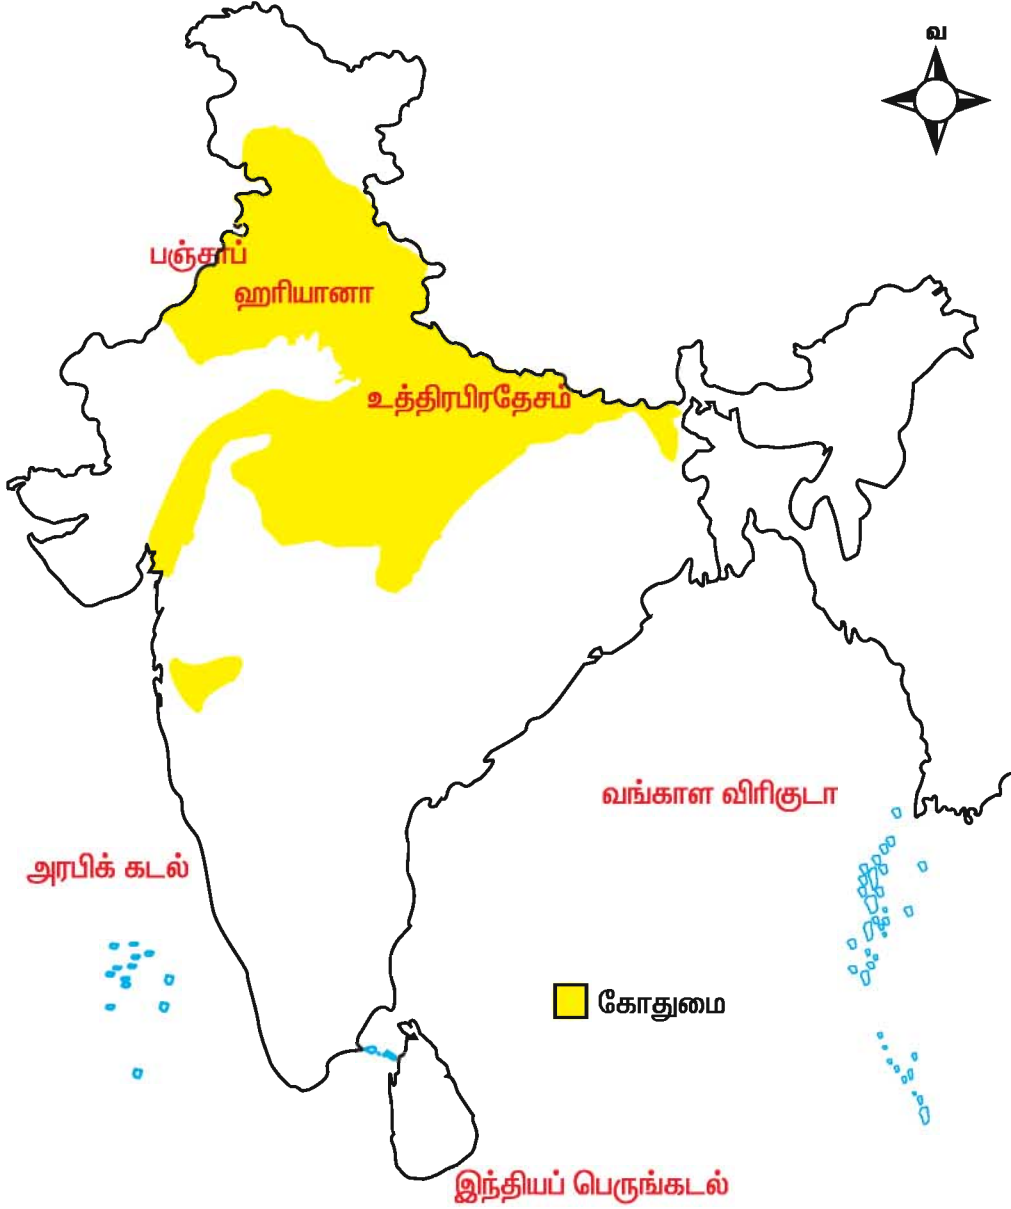 வ
பஞ்சாப்
ஹரியானா
உத்திரபிரதேசம்
வங்காள விரிகுடா
அரபிக் கடல்
கோதுமை
இந்தியப் பெருங்கடல்